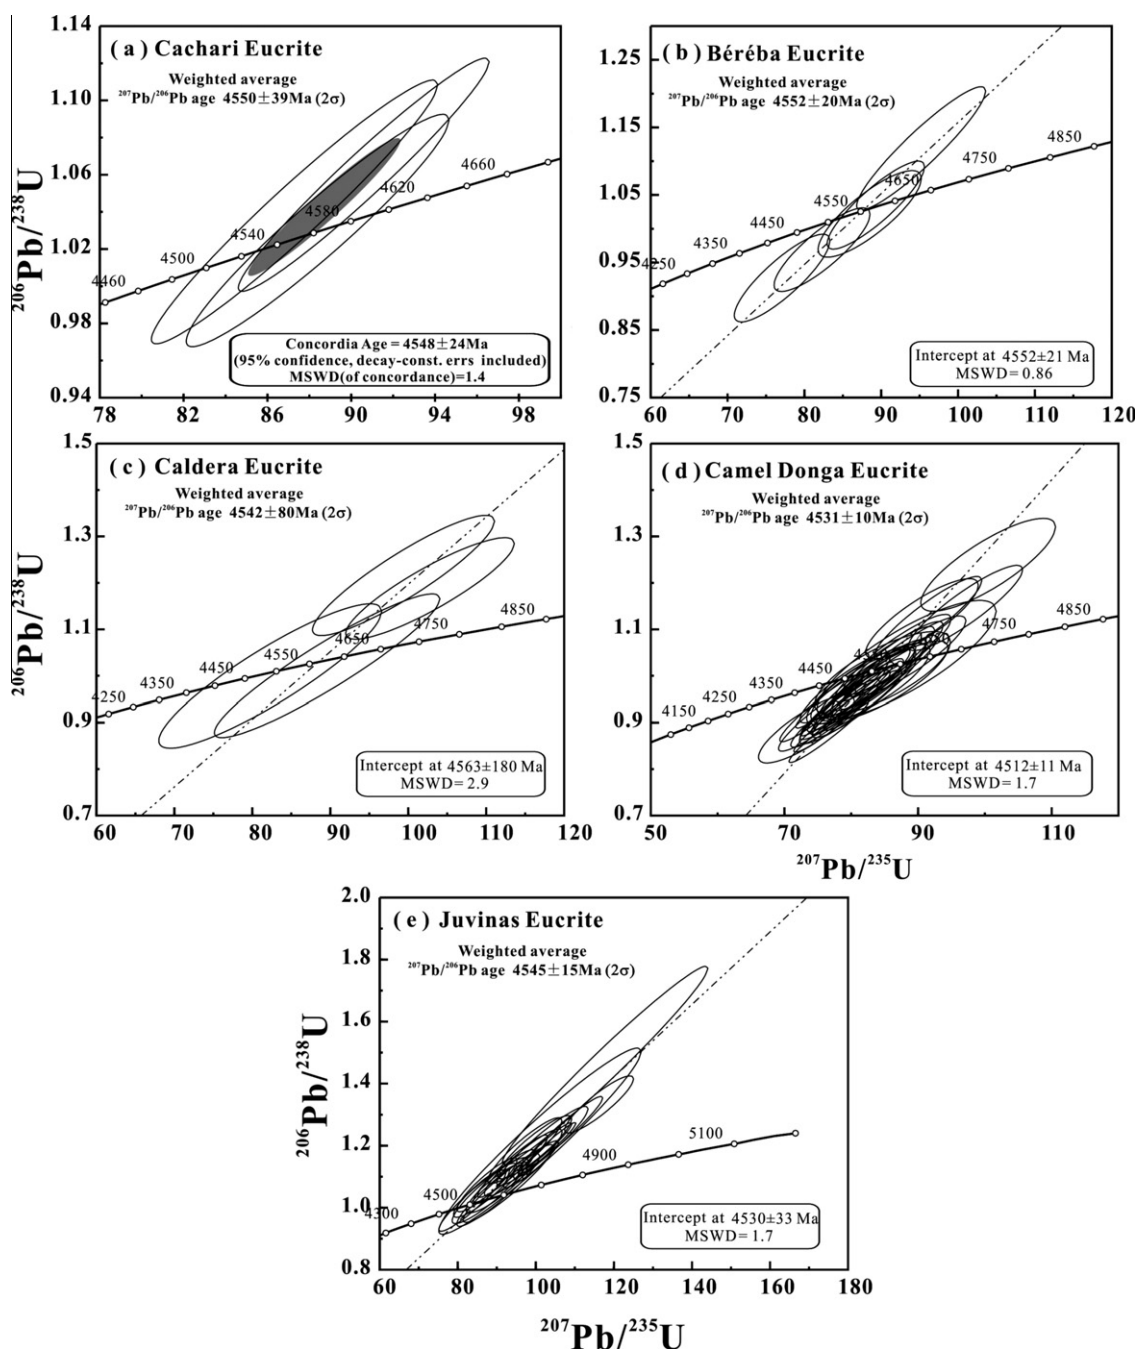 (a) Cachari Eucrite
Weighted average
²⁰⁷Pb/²⁰⁶Pb age 4550±39Ma (2σ)
1.14
1.10
1.06
1.02
0.98
0.94
4460
4500
4540
4580
4620
4660
Concordia Age = 4548±24Ma
(95% confidence, decay-const. errs included)
MSWD(of concordance)=1.4
78
82
86
90
94
98
²⁰⁶Pb/²³⁸U
(b) Béréba Eucrite
Weighted average
²⁰⁷Pb/²⁰⁶Pb age 4552±20Ma (2σ)
1.25
1.15
1.05
0.95
0.85
0.75
4250
4350
4450
4550
4650
4750
4850
Intercept at 4552±21 Ma
MSWD = 0.86
60
70
80
90
100
110
120
(c) Caldera Eucrite
Weighted average
²⁰⁷Pb/²⁰⁶Pb age 4542±80Ma (2σ)
1.5
1.3
1.1
0.9
0.7
4250
4350
4450
4550
4650
4750
4850
Intercept at 4563±180 Ma
MSWD = 2.9
60
70
80
90
100
110
120
²⁰⁶Pb/²³⁸U
(d) Camel Donga Eucrite
Weighted average
²⁰⁷Pb/²⁰⁶Pb age 4531±10Ma (2σ)
1.5
1.3
1.1
0.9
0.7
4150
4250
4350
4450
4750
4850
Intercept at 4512±11 Ma
MSWD = 1.7
50
70
90
110
²⁰⁷Pb/²³⁵U
(e) Juvinas Eucrite
Weighted average
²⁰⁷Pb/²⁰⁶Pb age 4545±15Ma (2σ)
2.0
1.8
1.6
1.4
1.2
1.0
0.8
4300
4500
4900
5100
Intercept at 4530±33 Ma
MSWD = 1.7
60
80
100
120
140
160
180
²⁰⁶Pb/²³⁸U
²⁰⁷Pb/²³⁵U